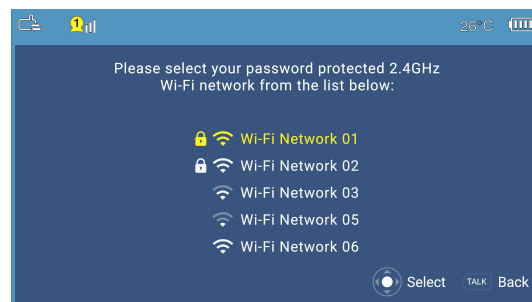 1
26°C
Please select your password protected 2.4GHz
Wi-Fi network from the list below:
Wi-Fi Network 01
Wi-Fi Network 02
Wi-Fi Network 03
Wi-Fi Network 05
Wi-Fi Network 06
Select TALK Back